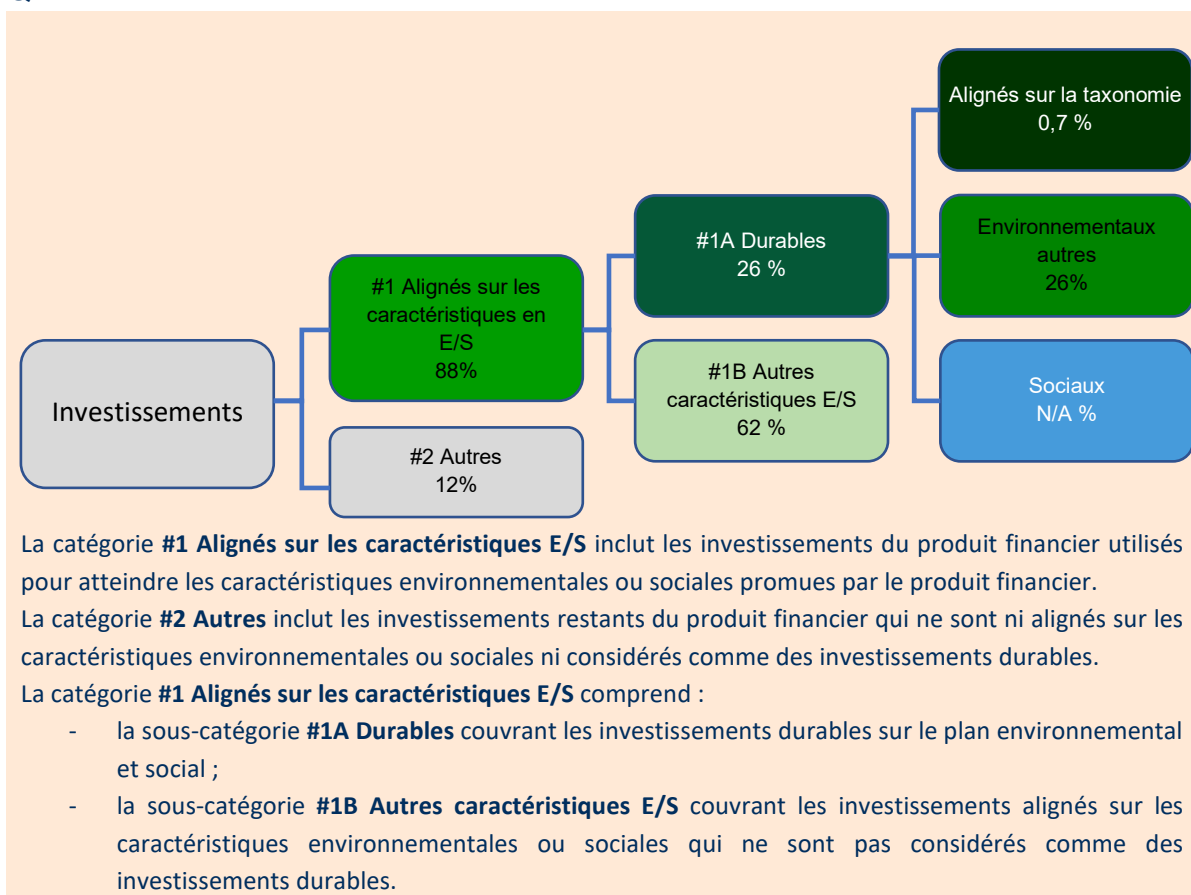 Alignés sur la taxonomie
0,7 %
#1A Durables
26 %
Environnementaux
autres
26%
#1 Alignés sur les
caractéristiques en
E/S
88%
#1B Autres
caractéristiques E/S
62 %
Sociaux
N/A %
Investissements
#2 Autres
12%
La catégorie #1 Alignés sur les caractéristiques E/S inclut les investissements du produit financier utilisés
pour atteindre les caractéristiques environnementales ou sociales promues par le produit financier.
La catégorie #2 Autres inclut les investissements restants du produit financier qui ne sont ni alignés sur les
caractéristiques environnementales ou sociales ni considérés comme des investissements durables.
La catégorie #1 Alignés sur les caractéristiques E/S comprend :
- la sous-catégorie #1A Durables couvrant les investissements durables sur le plan environnemental
et social ;
- la sous-catégorie #1B Autres caractéristiques E/S couvrant les investissements alignés sur les
caractéristiques environnementales ou sociales qui ne sont pas considérés comme des
investissements durables.